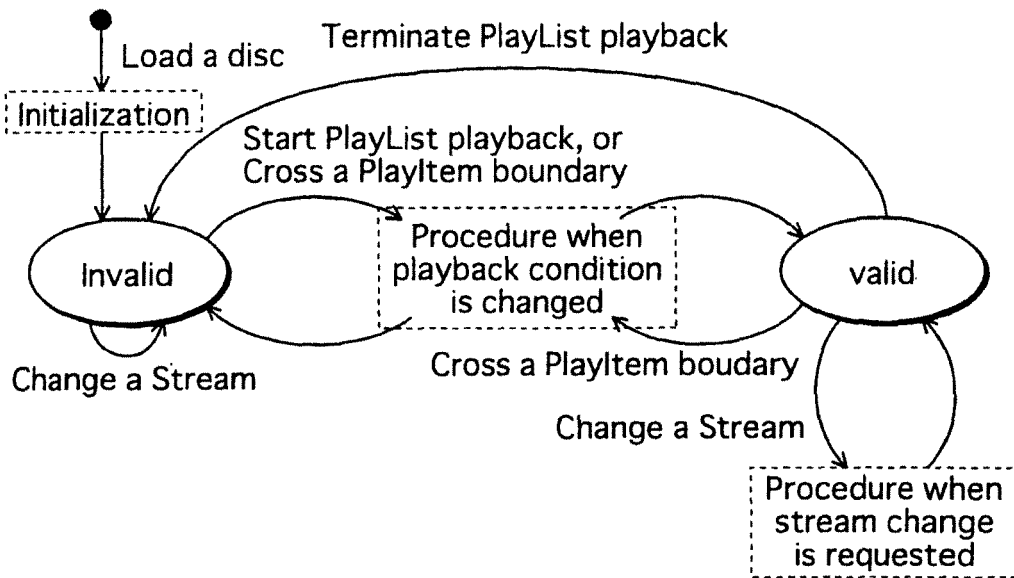 Load a disc
Terminate PlayList playback
Initialization
Start PlayList playback, or
Cross a PlayItem boundary
Procedure when
playback condition
is changed
Invalid
valid
Change a Stream
Cross a PlayItem boudary
Change a Stream
Procedure when
stream change
is requested